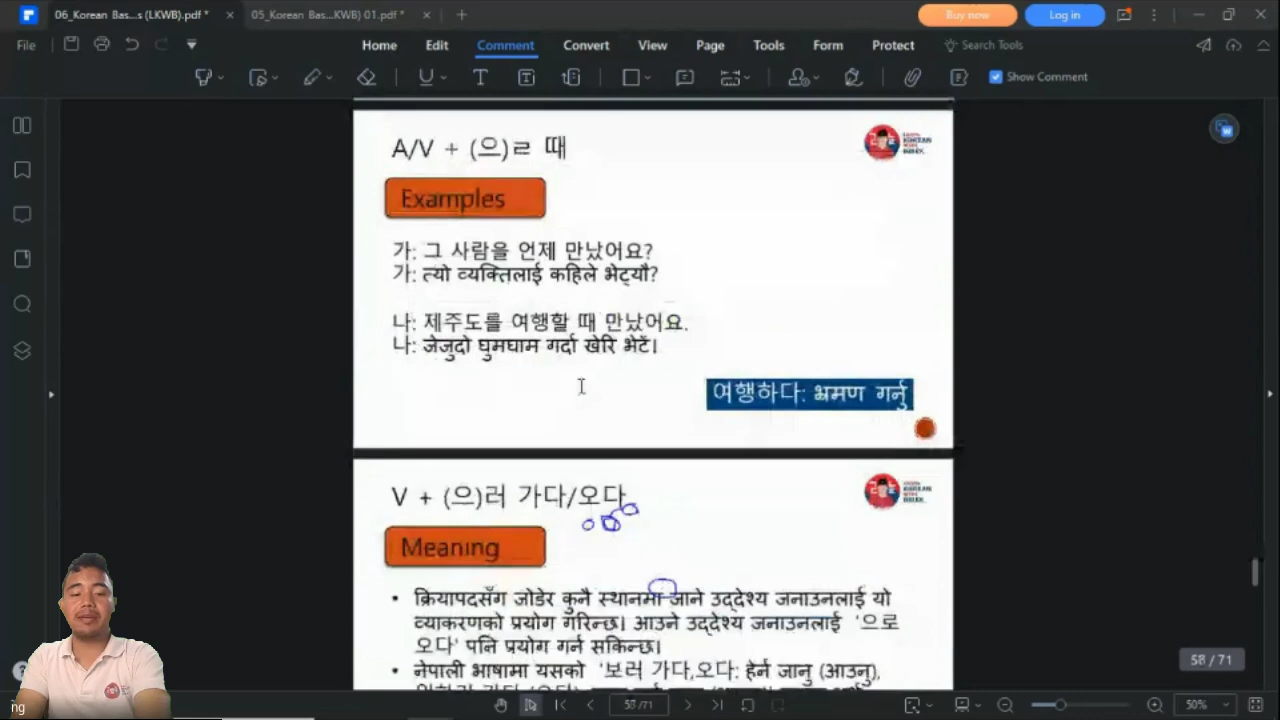 06_Korean Bas...s (LKWB).pdf *
05_Korean Bas...KWB) 01.pdf *
Buy now
Log in
File
Home
Edit
Comment
Convert
View
Page
Tools
Form
Protect
Search Tools
Show Comment
A/V + (으)ㄹ 때
Examples
가: 그 사람을 언제 만났어요?
가: त्यो व्यक्तिलाई कहिले भेट्यौ?
나: 제주도를 여행할 때 만났어요.
나: जेजुदो घुमघाम गर्दा खेरि भेटें।
여행하다: भ्रमण गर्नु
V + (으)러 가다/오다
Meaning
• क्रियापदसँग जोडेर कुनै स्थानमा जाने उद्देश्य जनाउनलाई यो
व्याकरणको प्रयोग गरिन्छ। आउने उद्देश्य जनाउनलाई '으로
오다' पनि प्रयोग गर्न सकिन्छ।
• नेपाली भाषामा यसको '보러 가다,오다: हेर्न जानु (आउनु),
58 / 71
58 /71
50%
ng